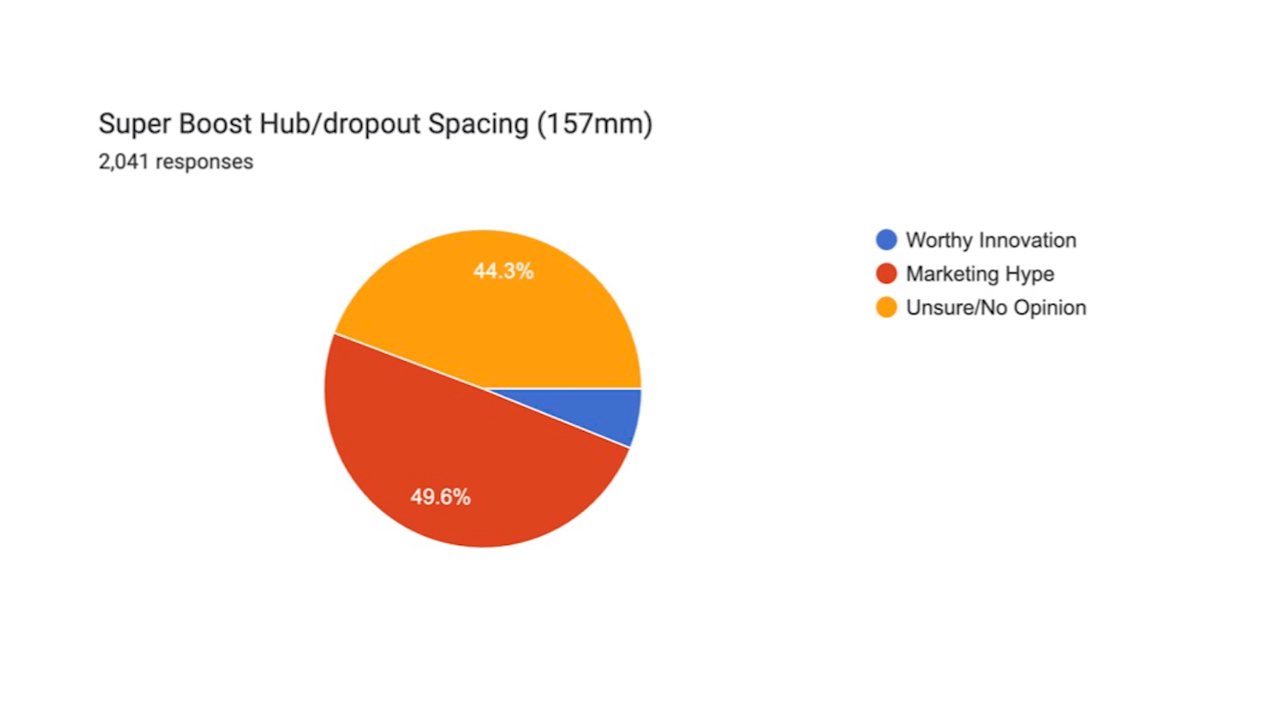 Super Boost Hub/dropout Spacing (157mm)
2,041 responses
44.3%
49.6%
Worthy Innovation
Marketing Hype
Unsure/No Opinion